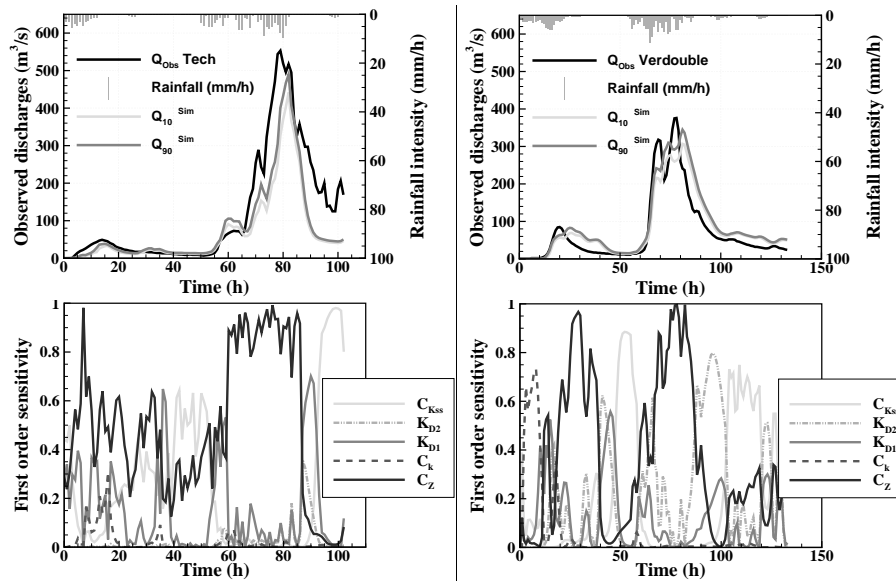 Observed discharges (m³/s)
600
500
400
300
200
100
0
Q_Obs Tech
Rainfall (mm/h)
Q_10^Sim
Q_90^Sim
0
20
40
60
80
100
Rainfall intensity (mm/h)
0 20 40 60 80 100
Time (h)
Observed discharges (m³/s)
600
500
400
300
200
100
0
Q_Obs Verdouble
Rainfall (mm/h)
Q_10^Sim
Q_90^Sim
0
20
40
60
80
100
Rainfall intensity (mm/h)
0 50 100 150
Time (h)
First order sensitivity
1
0.8
0.6
0.4
0.2
0
C_Kss
K_D2
K_D1
C_k
C_Z
0 20 40 60 80 100
Time (h)
First order sensitivity
1
0.8
0.6
0.4
0.2
0
C_Kss
K_D2
K_D1
C_k
C_Z
0 50 100 150
Time (h)